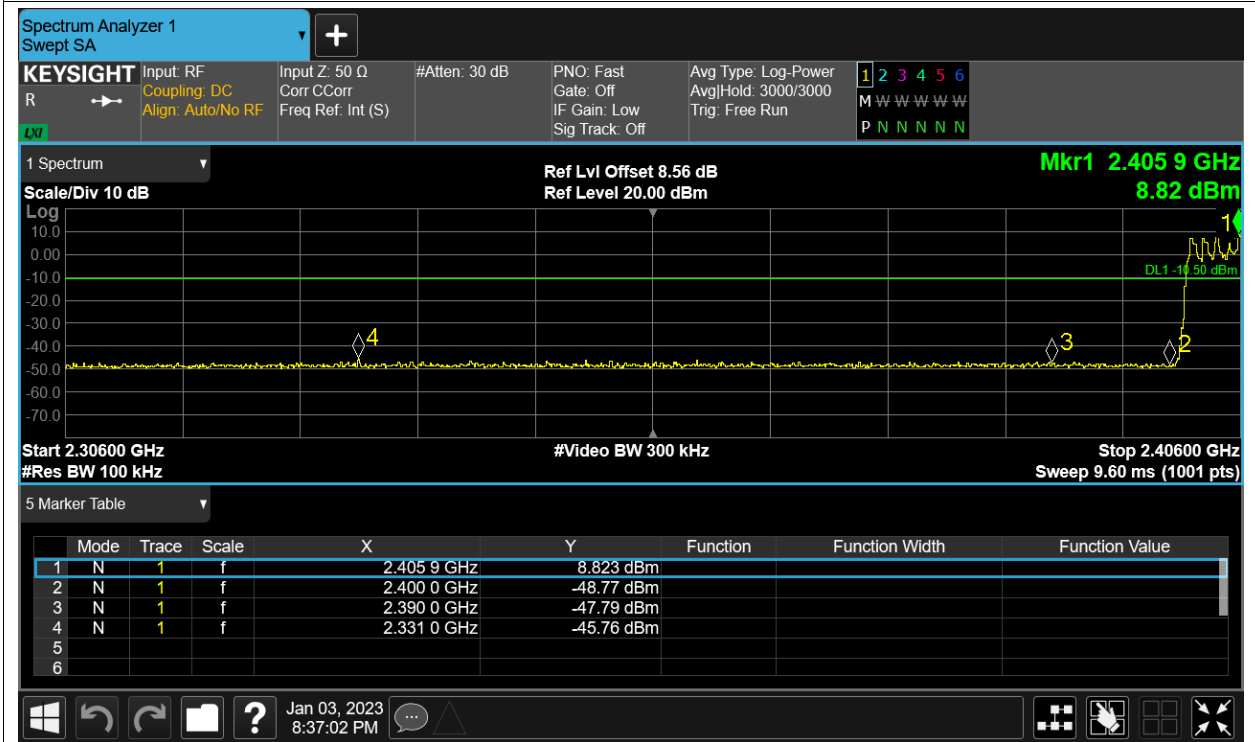 Spectrum Analyzer 1
Swept SA
KEYSIGHT
R
LXI
Input: RF
Coupling: DC
Align: Auto/No RF
Input Z: 50 Ω
Corr CCorr
Freq Ref: Int (S)
#Atten: 30 dB
PNO: Fast
Gate: Off
IF Gain: Low
Sig Track: Off
Avg Type: Log-Power
Avg|Hold: 3000/3000
Trig: Free Run
1 2 3 4 5 6
M W W W W W
P N N N N N
1 Spectrum
Scale/Div 10 dB
Ref Lvl Offset 8.56 dB
Ref Level 20.00 dBm
Mkr1 2.405 9 GHz
8.82 dBm
Log
10.0
0.00
-10.0
-20.0
-30.0
-40.0
-50.0
-60.0
-70.0
1
DL1 -10.50 dBm
4
3
2
Start 2.30600 GHz
#Res BW 100 kHz
#Video BW 300 kHz
Stop 2.40600 GHz
Sweep 9.60 ms (1001 pts)
5 Marker Table
Mode Trace Scale X Y Function Function Width Function Value
1 N 1 f 2.405 9 GHz 8.823 dBm
2 N 1 f 2.400 0 GHz -48.77 dBm
3 N 1 f 2.390 0 GHz -47.79 dBm
4 N 1 f 2.331 0 GHz -45.76 dBm
5
6
?
Jan 03, 2023
8:37:02 PM